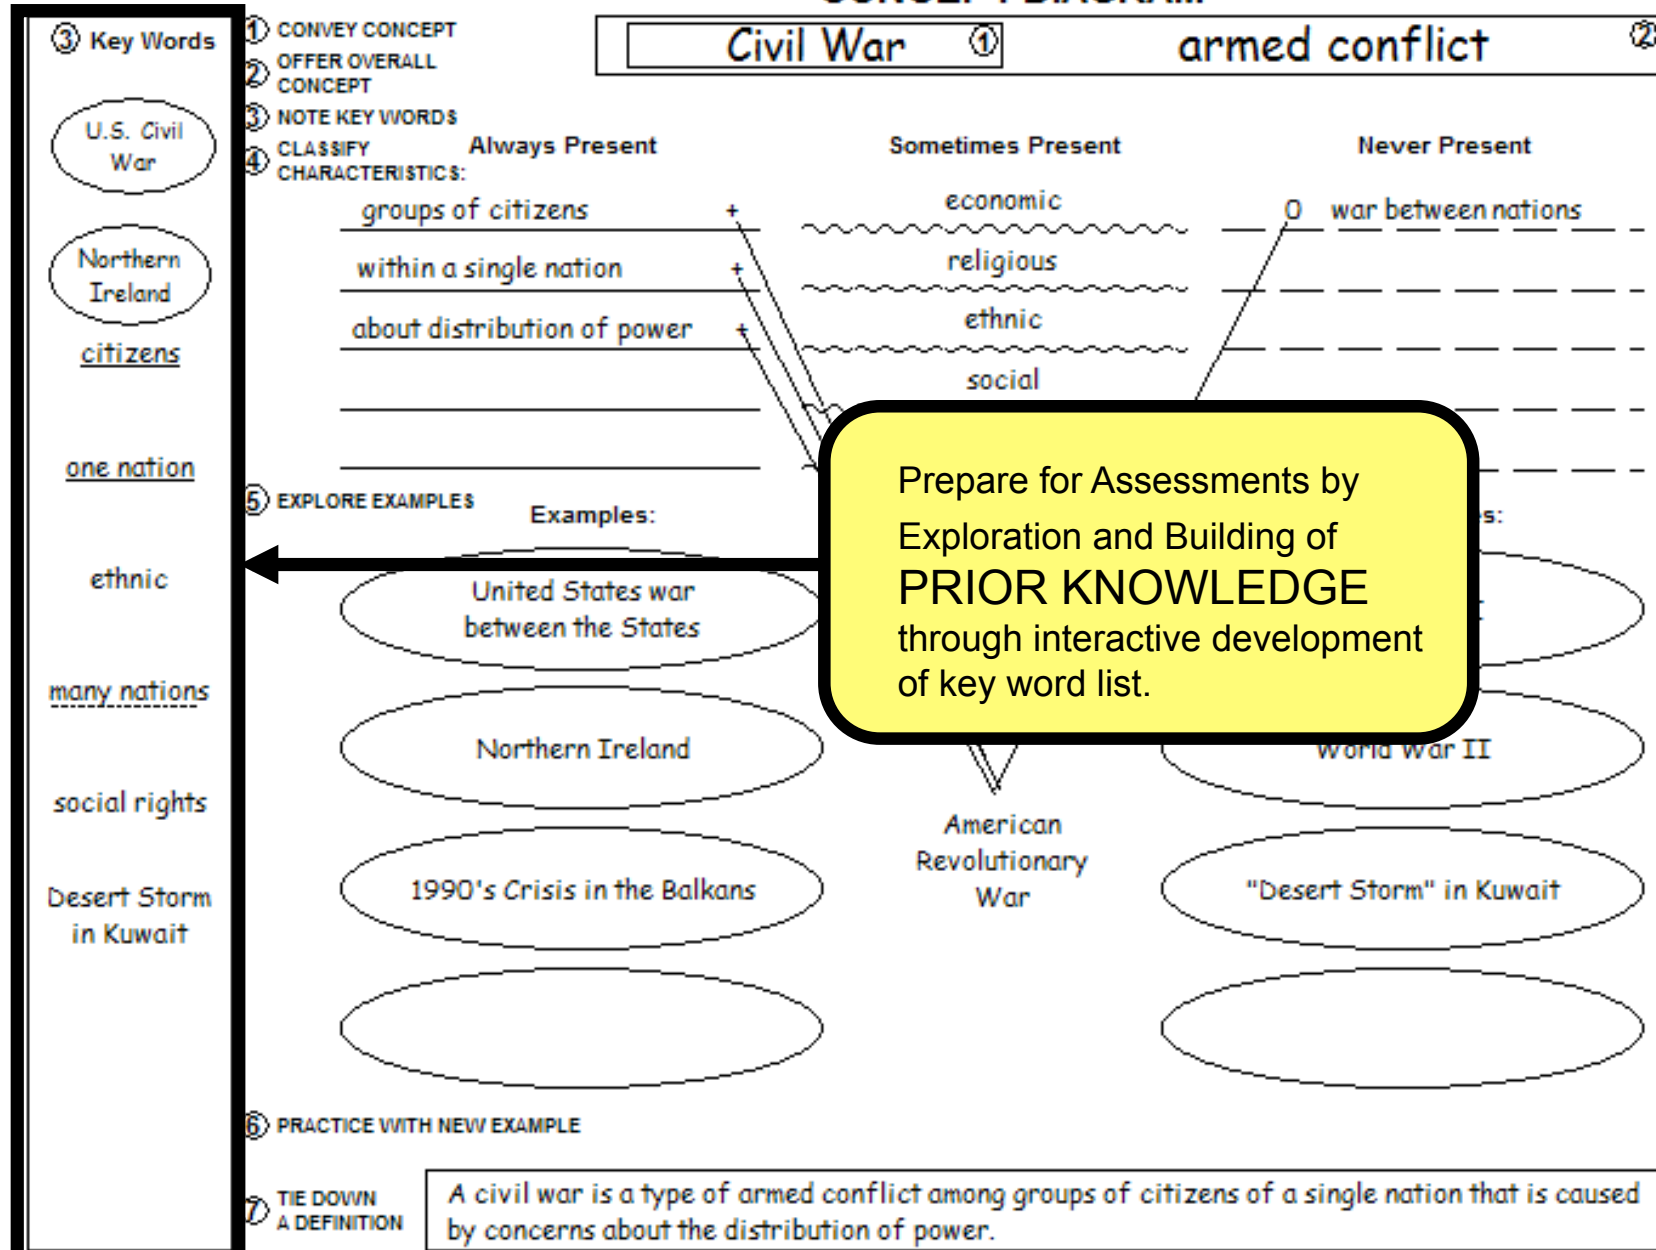 ③ Key Words
U.S. Civil
War
Northern
Ireland
citizens
one nation
ethnic
many nations
social rights
Desert Storm
in Kuwait
① CONVEY CONCEPT
② OFFER OVERALL
CONCEPT
③ NOTE KEY WORDS
④ CLASSIFY
CHARACTERISTICS:
Civil War ① armed conflict ②
Always Present
groups of citizens +
within a single nation +
about distribution of power +
Sometimes Present
economic
religious
ethnic
social
Never Present
O war between nations
Prepare for Assessments by
Exploration and Building of
PRIOR KNOWLEDGE
through interactive development
of key word list.
⑤ EXPLORE EXAMPLES
Examples:
United States war
between the States
Northern Ireland
1990's Crisis in the Balkans
American
Revolutionary
War
World War II
"Desert Storm" in Kuwait
⑥ PRACTICE WITH NEW EXAMPLE
⑦ TIE DOWN
A DEFINITION
A civil war is a type of armed conflict among groups of citizens of a single nation that is caused
by concerns about the distribution of power.